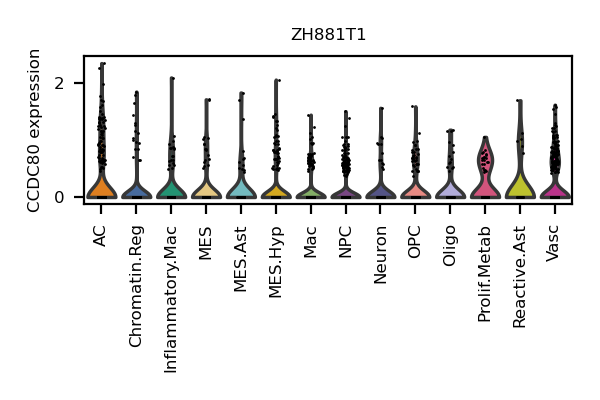 ZH881T1
CCDC80 expression
2
0
AC
Chromatin.Reg
Inflammatory.Mac
MES
MES.Ast
MES.Hyp
Mac
NPC
Neuron
OPC
Oligo
Prolif.Metab
Reactive.Ast
Vasc